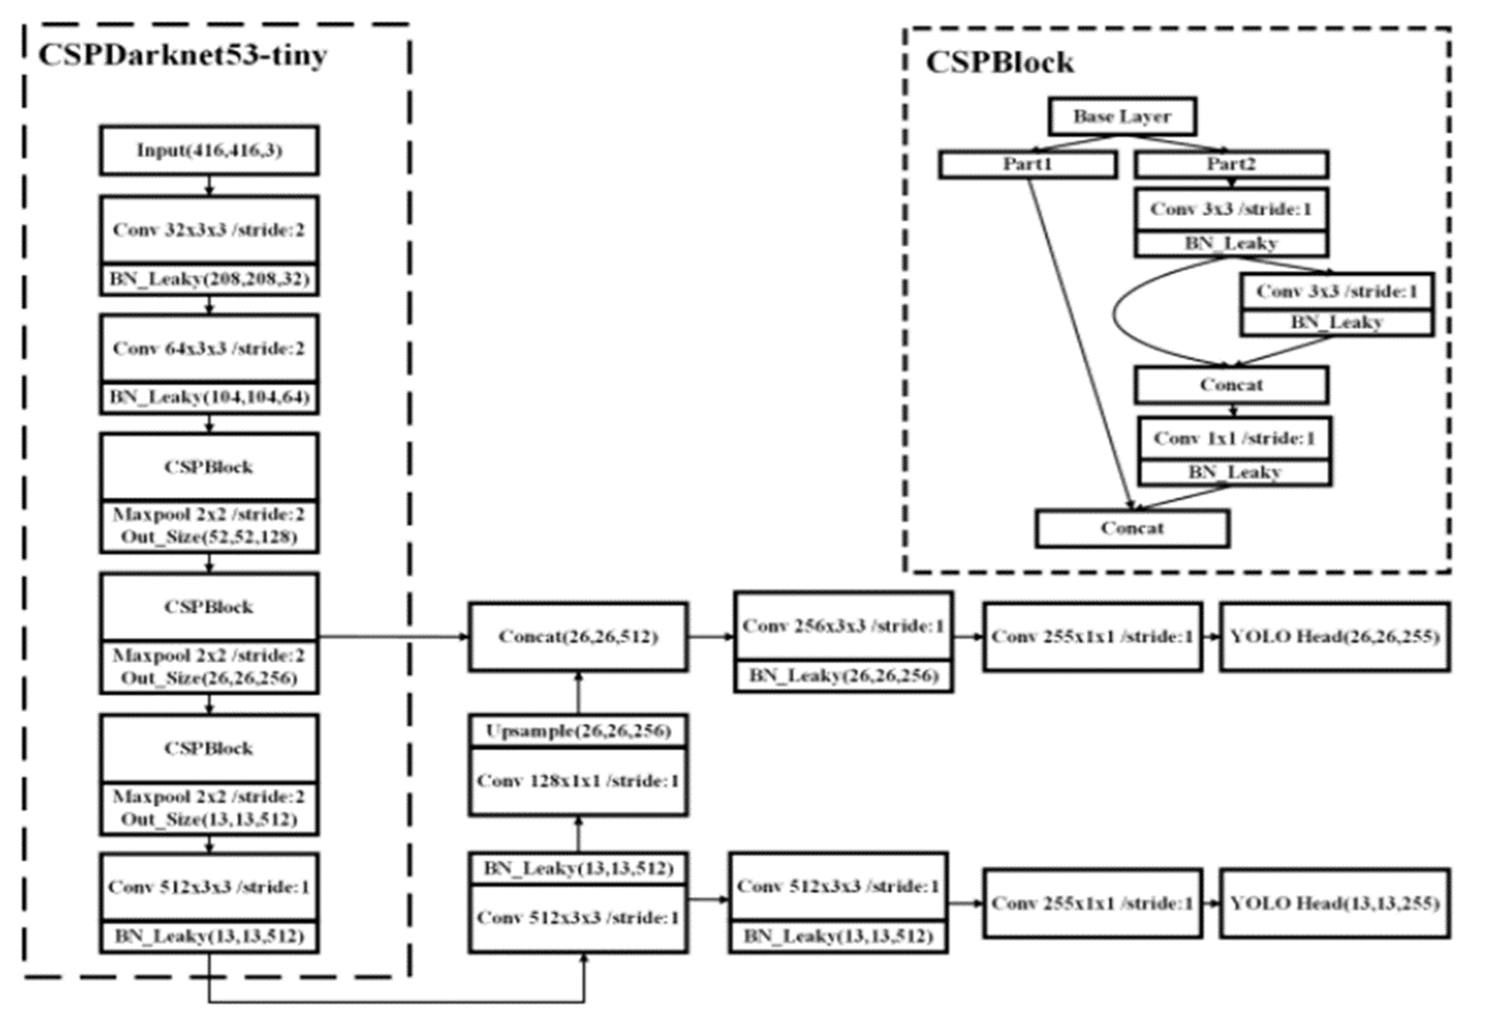 CSPDarknet53-tiny
Input(416,416,3)
Conv 32x3x3 /stride:2
BN_Leaky(208,208,32)
Conv 64x3x3 /stride:2
BN_Leaky(104,104,64)
CSPBlock
Maxpool 2x2 /stride:2
Out_Size(52,52,128)
CSPBlock
Maxpool 2x2 /stride:2
Out_Size(26,26,256)
CSPBlock
Maxpool 2x2 /stride:2
Out_Size(13,13,512)
Conv 512x3x3 /stride:1
BN_Leaky(13,13,512)
CSPBlock
Base Layer
Part1
Part2
Conv 3x3 /stride:1
BN_Leaky
Conv 3x3 /stride:1
BN_Leaky
Concat
Conv 1x1 /stride:1
BN_Leaky
Concat
Concat(26,26,512)
Conv 256x3x3 /stride:1
BN_Leaky(26,26,256)
Conv 255x1x1 /stride:1
YOLO Head(26,26,255)
Upsample(26,26,256)
Conv 128x1x1 /stride:1
BN_Leaky(13,13,512)
Conv 512x3x3 /stride:1
Conv 512x3x3 /stride:1
BN_Leaky(13,13,512)
Conv 255x1x1 /stride:1
YOLO Head(13,13,255)